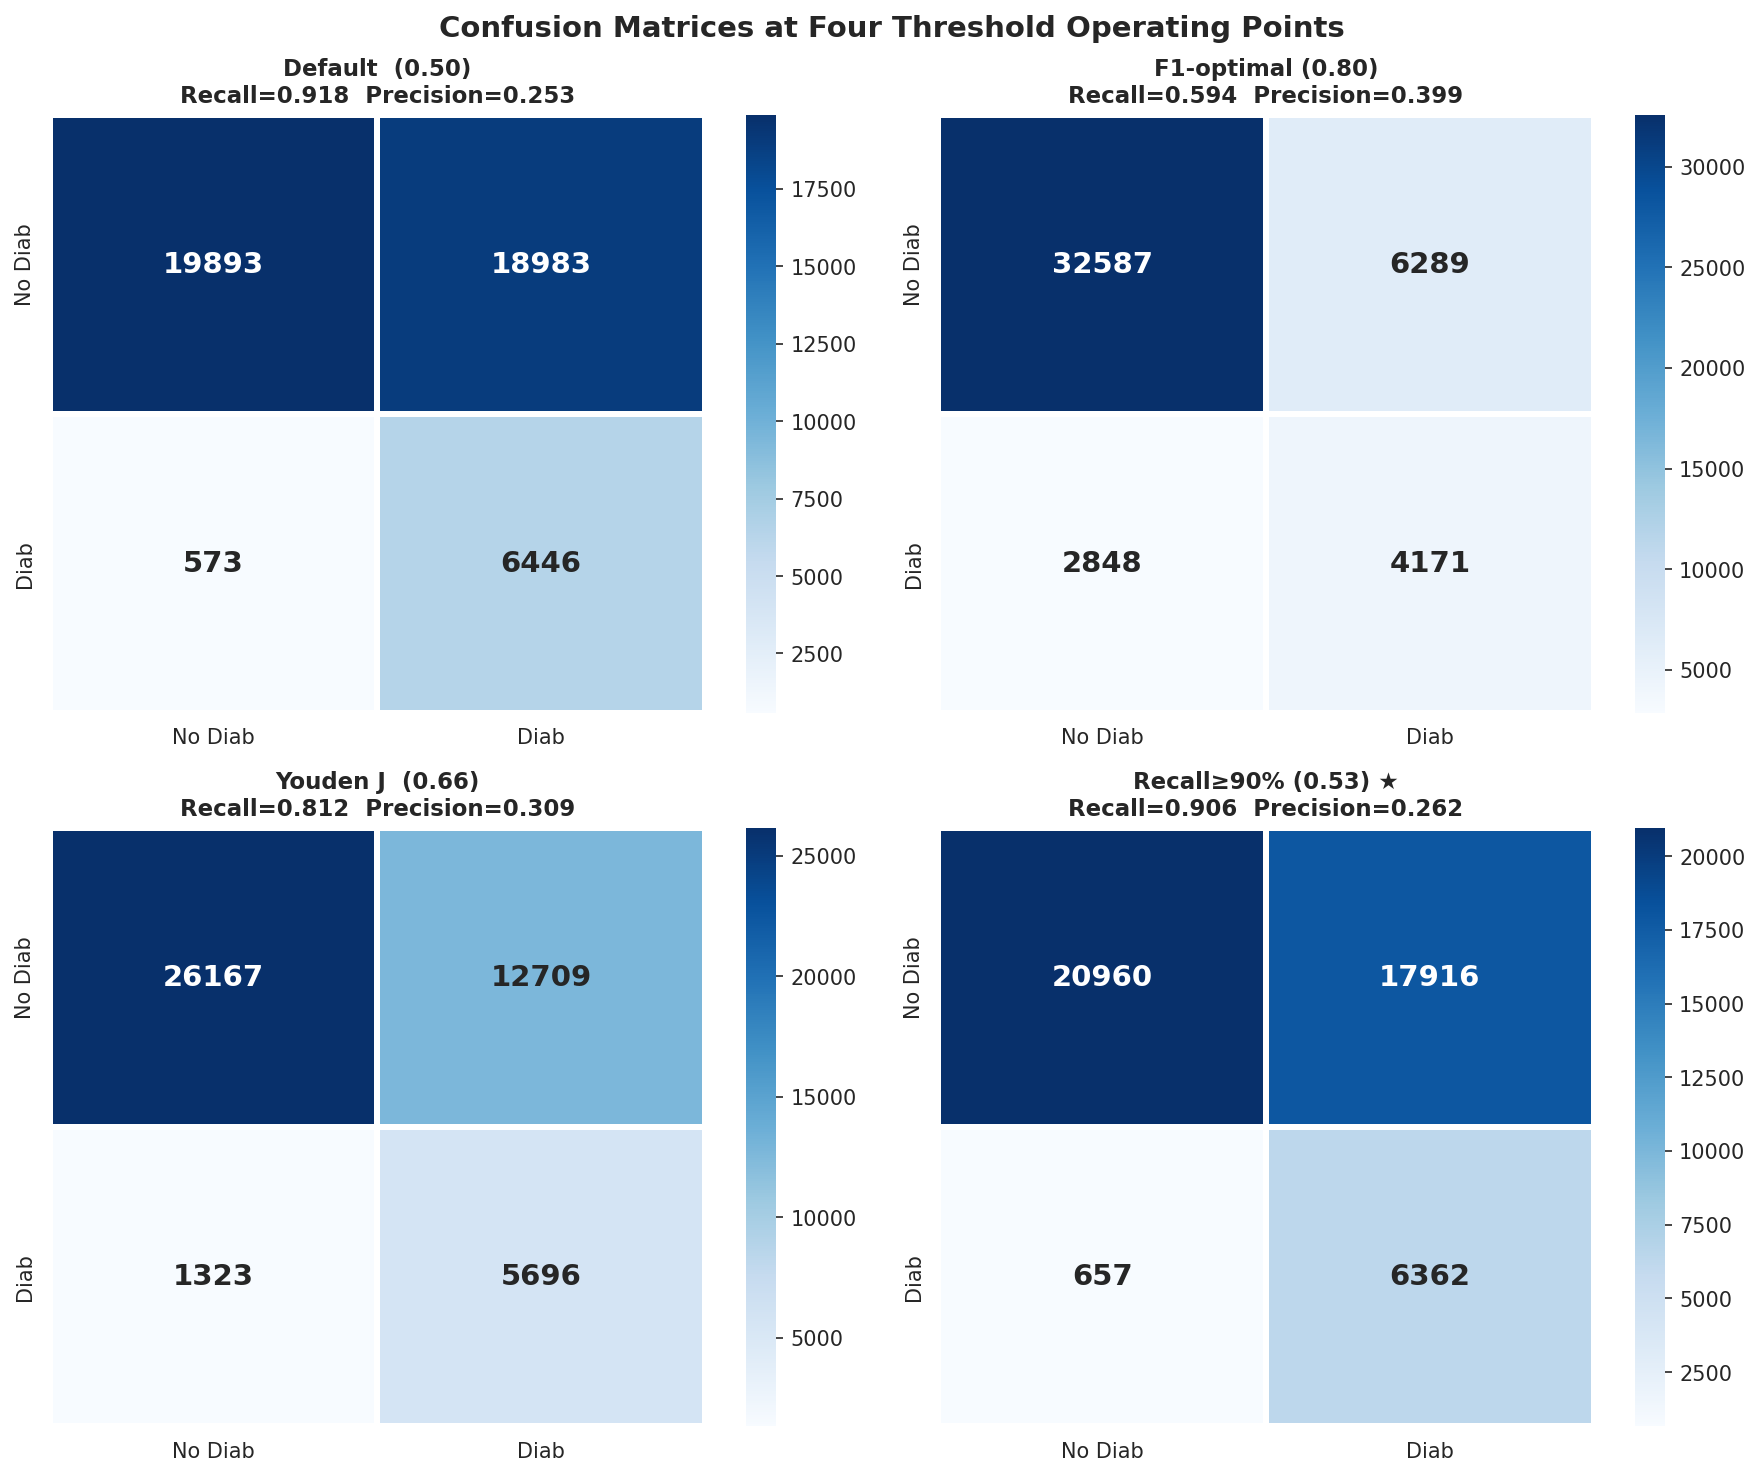 Confusion Matrices at Four Threshold Operating Points
Default  (0.50)
Recall=0.918  Precision=0.253
No Diab
Diab
19893
18983
573
6446
No Diab
Diab
17500
15000
12500
10000
7500
5000
2500
F1-optimal (0.80)
Recall=0.594  Precision=0.399
No Diab
Diab
32587
6289
2848
4171
No Diab
Diab
30000
25000
20000
15000
10000
5000
Youden J  (0.66)
Recall=0.812  Precision=0.309
No Diab
Diab
26167
12709
1323
5696
No Diab
Diab
25000
20000
15000
10000
5000
Recall≥90% (0.53) ★
Recall=0.906  Precision=0.262
No Diab
Diab
20960
17916
657
6362
No Diab
Diab
20000
17500
15000
12500
10000
7500
5000
2500